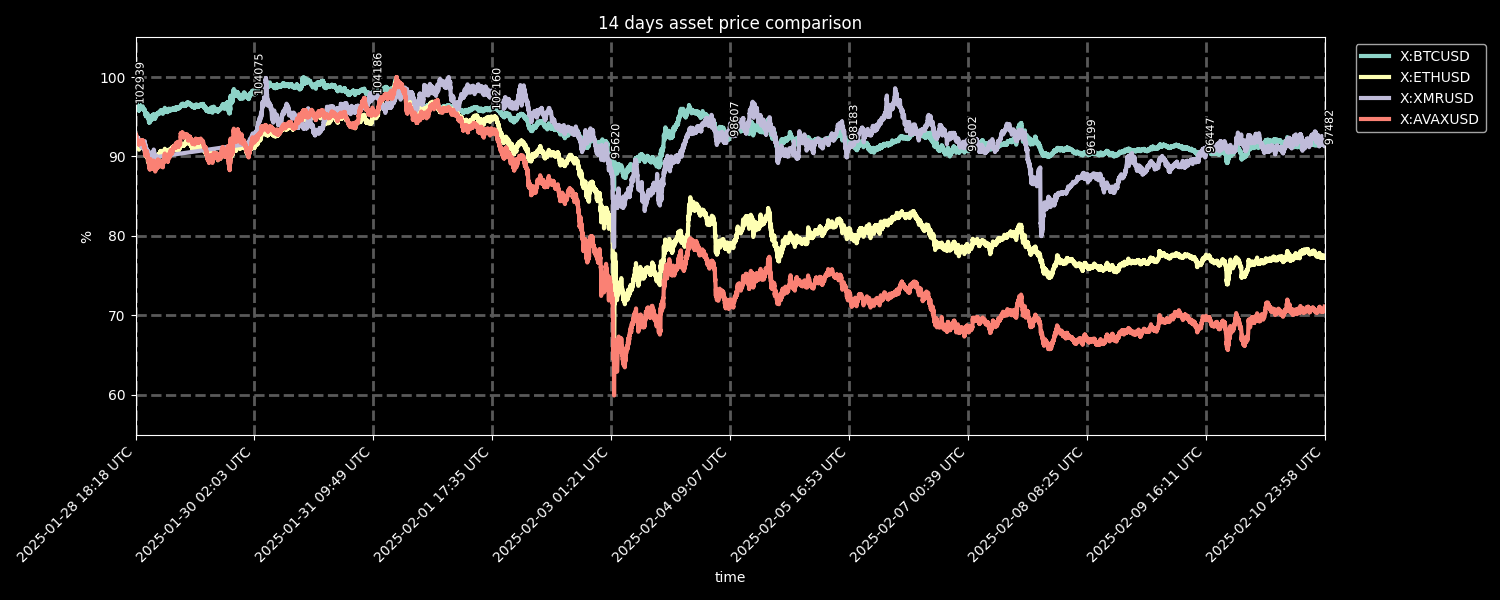 14 days asset price comparison
X:BTCUSD
X:ETHUSD
X:XMRUSD
X:AVAXUSD
%
100
90
80
70
60
102939
104075
104186
102160
95620
98607
98183
96602
96199
96447
97482
2025-01-28 18:18 UTC
2025-01-30 02:03 UTC
2025-01-31 09:49 UTC
2025-02-01 17:35 UTC
2025-02-03 01:21 UTC
2025-02-04 09:07 UTC
2025-02-05 16:53 UTC
2025-02-07 00:39 UTC
2025-02-08 08:25 UTC
2025-02-09 16:11 UTC
2025-02-10 23:58 UTC
time